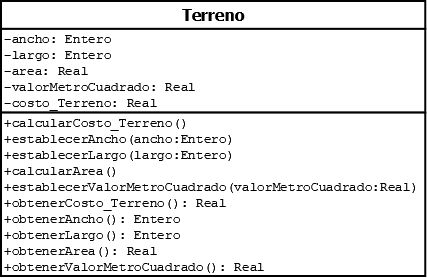 Terreno
-ancho: Entero
-largo: Entero
-area: Real
-valorMetroCuadrado: Real
-costo_Terreno: Real
+calcularCosto_Terreno()
+establecerAncho(ancho:Entero)
+establecerLargo(largo:Entero)
+calcularArea()
+establecerValorMetroCuadrado(valorMetroCuadrado:Real)
+obtenerCosto_Terreno(): Real
+obtenerAncho(): Entero
+obtenerLargo(): Entero
+obtenerArea(): Real
+obtenerValorMetroCuadrado(): Real